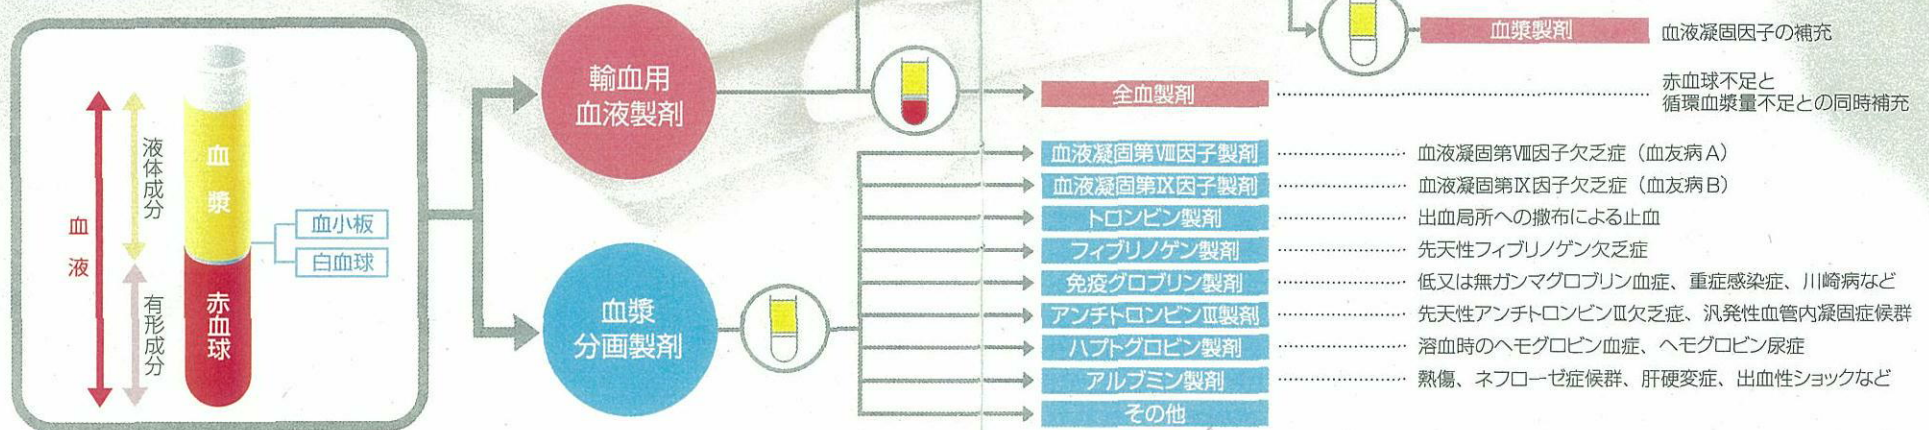 血液
液体成分
有形成分
血漿
赤血球
血小板
白血球
輸血用
血液製剤
血漿
分画製剤
血漿製剤
血液凝固因子の補充
全血製剤
赤血球不足と
循環血漿量不足との同時補充
血液凝固第Ⅷ因子製剤
血液凝固第Ⅷ因子欠乏症（血友病A）
血液凝固第Ⅸ因子製剤
血液凝固第Ⅸ因子欠乏症（血友病B）
トロンビン製剤
出血局所への撒布による止血
フィブリノゲン製剤
先天性フィブリノゲン欠乏症
免疫グロブリン製剤
低又は無ガンマグロブリン血症、重症感染症、川崎病など
アンチトロンビンⅢ製剤
先天性アンチトロンビンⅢ欠乏症、汎発性血管内凝固症候群
ハプトグロビン製剤
溶血時のヘモグロビン血症、ヘモグロビン尿症
アルブミン製剤
熱傷、ネフローゼ症候群、肝硬変症、出血性ショックなど
その他